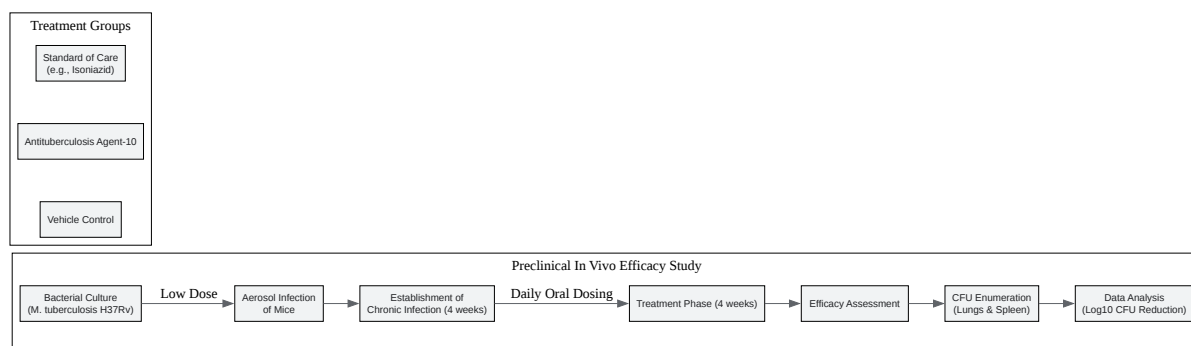 Treatment Groups
Standard of Care
(e.g., Isoniazid)
Antituberculosis Agent-10
Vehicle Control
Preclinical In Vivo Efficacy Study
Bacterial Culture
(M. tuberculosis H37Rv)
Low Dose
Aerosol Infection
of Mice
Establishment of
Chronic Infection (4 weeks)
Daily Oral Dosing
Treatment Phase (4 weeks)
Efficacy Assessment
CFU Enumeration
(Lungs & Spleen)
Data Analysis
(Log10 CFU Reduction)